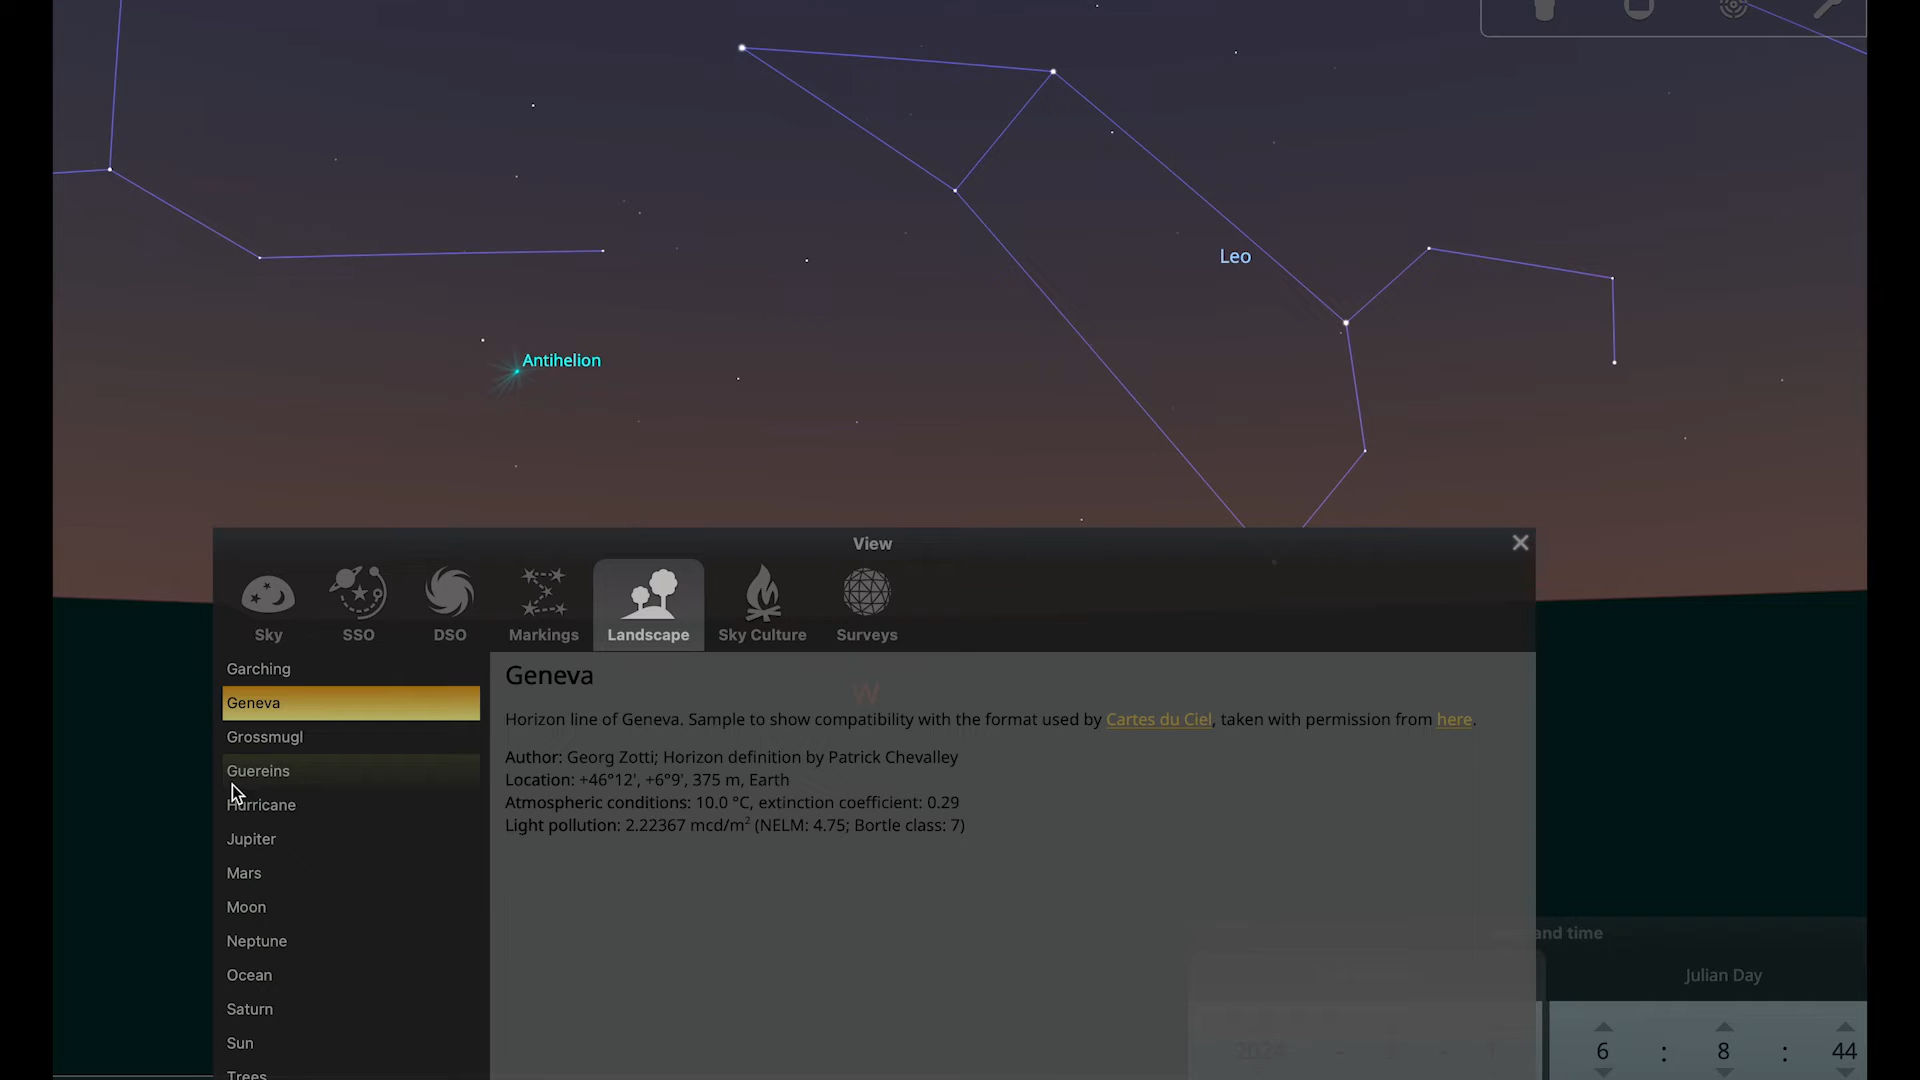 Leo
Antihelion
View
Sky
SSO
DSO
Markings
Landscape
Sky Culture
Surveys
Garching
Geneva
Grossmugl
Guereins
Hurricane
Jupiter
Mars
Moon
Neptune
Ocean
Saturn
Sun
Trees
Geneva
W
Horizon line of Geneva. Sample to show compatibility with the format used by Cartes du Ciel, taken with permission from here.
Author: Georg Zotti; Horizon definition by Patrick Chevalley
Location: +46°12', +6°9', 375 m, Earth
Atmospheric conditions: 10.0 °C, extinction coefficient: 0.29
Light pollution: 2.22367 mcd/m² (NELM: 4.75; Bortle class: 7)
and time
Julian Day
2024 - -
6 : 8 : 44